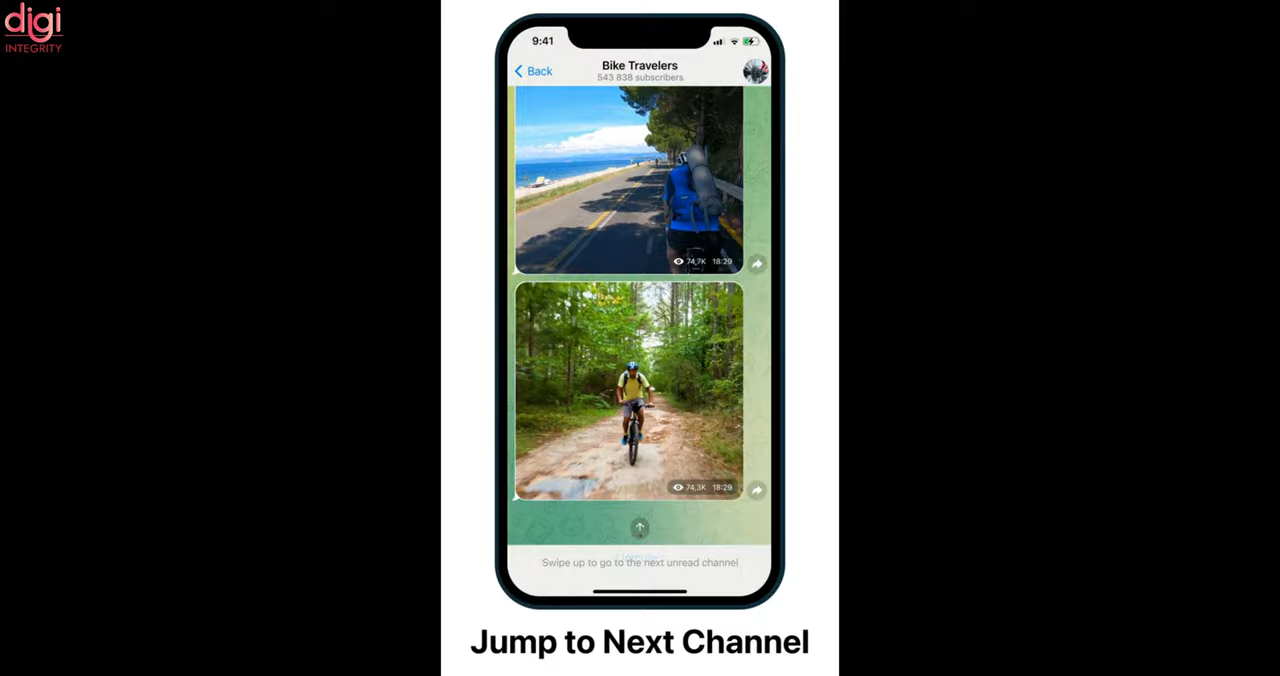 digi
INTEGRITY
9:41
Back
Bike Travelers
543 838 subscribers
74,7K 18:29
74,3K 18:29
Swipe up to go to the next unread channel
Jump to Next Channel